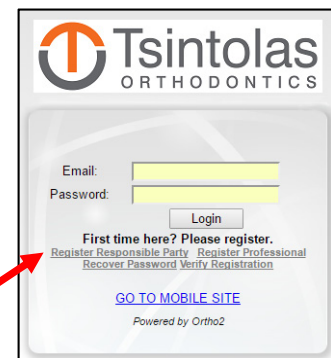 Tsintolas
ORTHODONTICS
Email:
Password:
Login
First time here? Please register.
Register Responsible Party Register Professional
Recover Password Verify Registration
GO TO MOBILE SITE
Powered by Ortho2